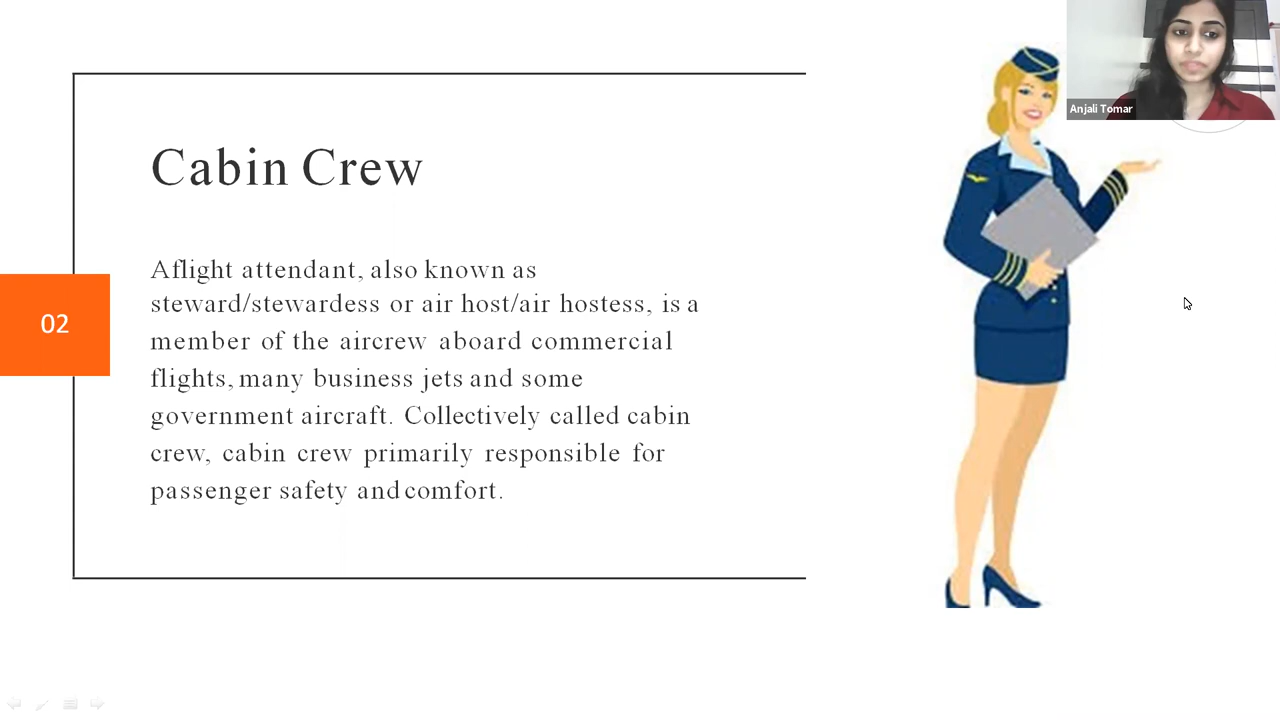 Anjali Tomar
Cabin Crew
A flight attendant, also known as
steward/stewardess or air host/air hostess, is a
member of the aircrew aboard commercial
flights, many business jets and some
government aircraft. Collectively called cabin
crew, cabin crew primarily responsible for
passenger safety and comfort.
02